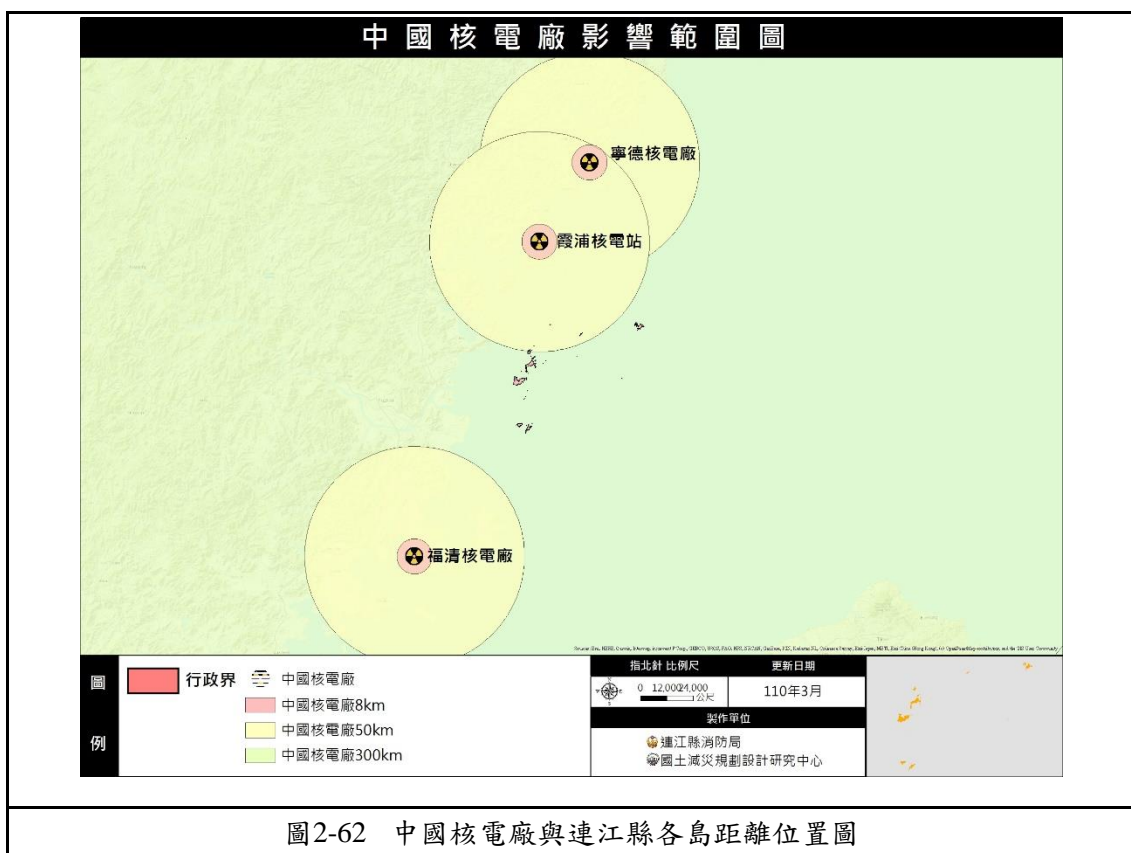 中國核電廠影響範圍圖
寧德核電廠
霞浦核電站
福清核電廠
圖例
行政界
中國核電廠
中國核電廠8km
中國核電廠50km
中國核電廠300km
指北針 比例尺
更新日期
0 12,00024,000
公尺
110年3月
製作單位
連江縣消防局
國土減災規劃設計研究中心
圖2-62 中國核電廠與連江縣各島距離位置圖